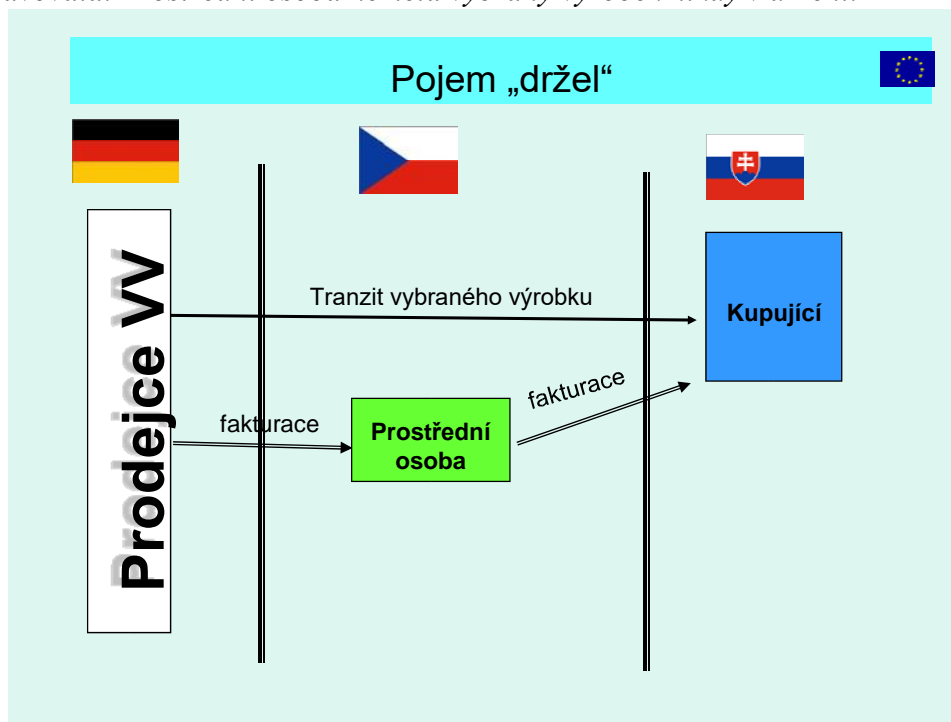 Pojem „držel“
Tranzit vybraného výrobku
Kupující
Prodejce VV
fakturace
fakturace
Prostřední
osoba